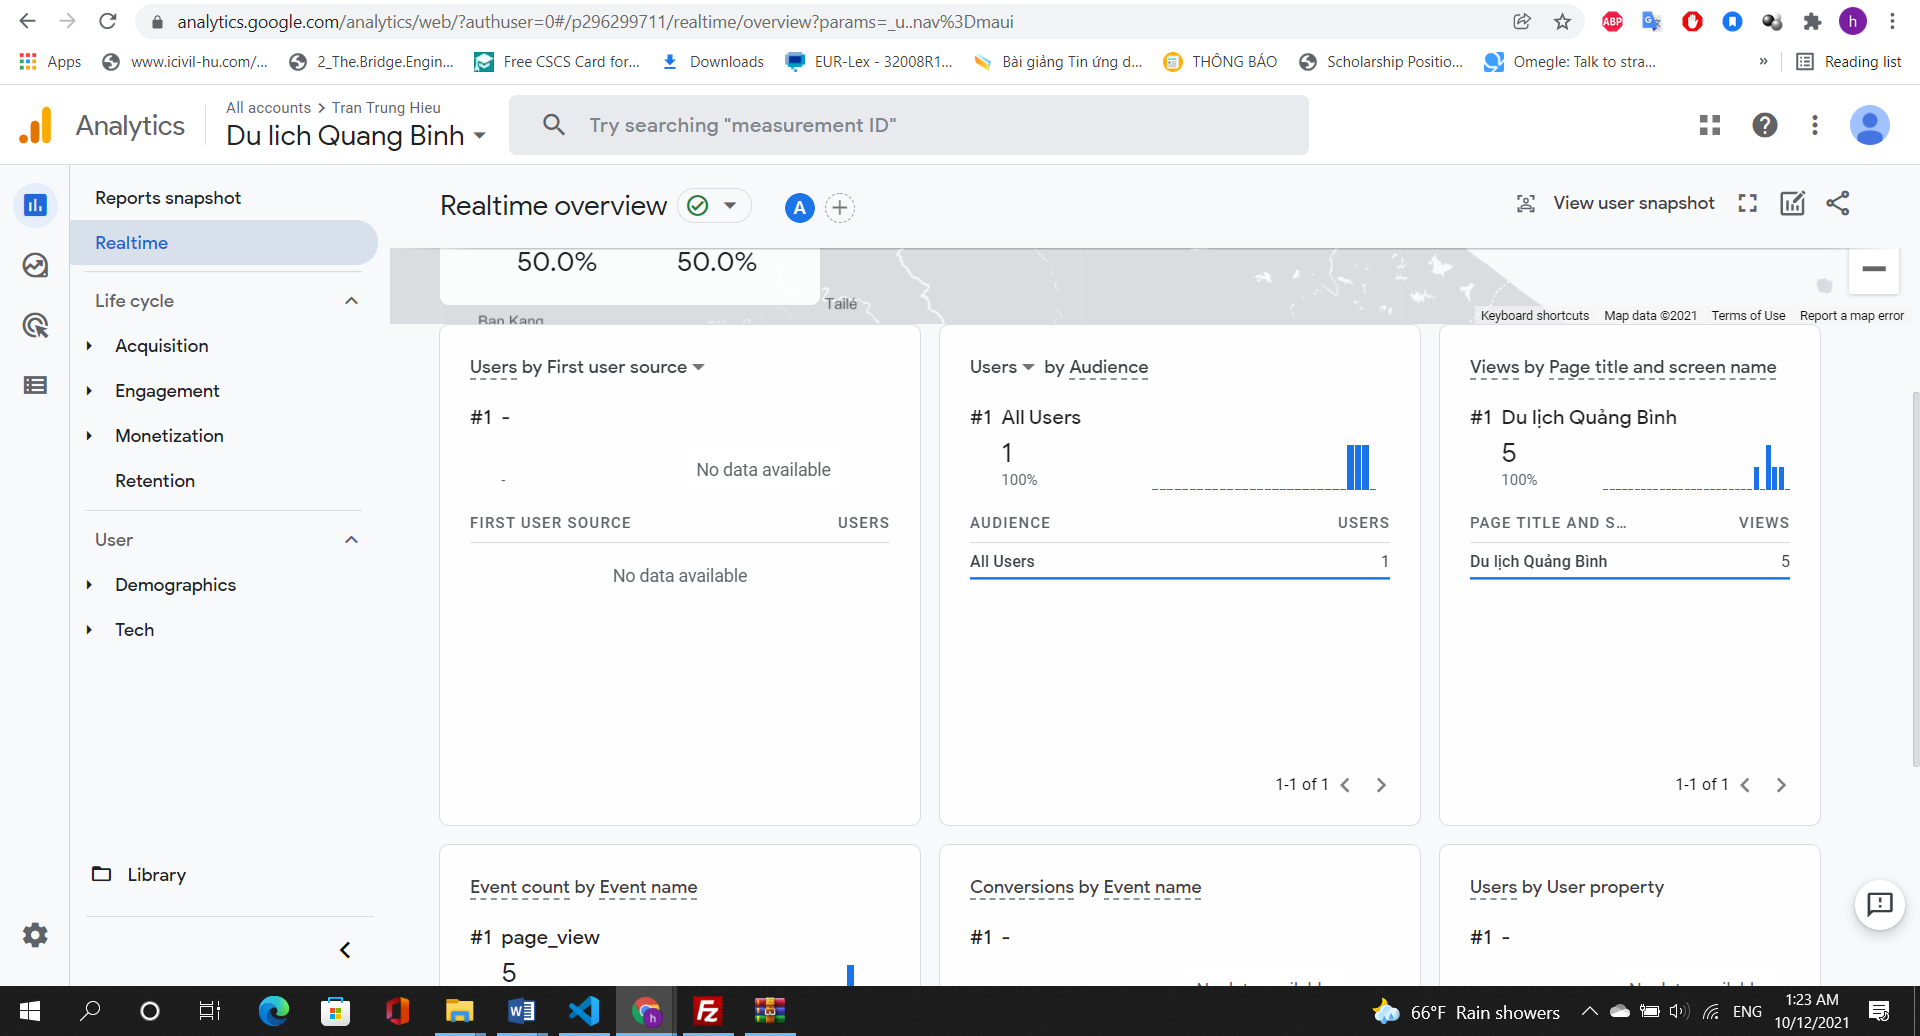 analytics.google.com/analytics/web/?authuser=0#/p296299711/realtime/overview?params=_u..nav%3Dmaui
ABP
h
Apps
www.icivil-hu.com/...
2_The.Bridge.Engin...
Free CSCS Card for...
Downloads
EUR-Lex - 32008R1...
Bài giảng Tin ứng d...
THÔNG BÁO
Scholarship Positio...
Omegle: Talk to stra...
»
Reading list
Analytics
All accounts > Tran Trung Hieu
Du lich Quang Binh
Try searching "measurement ID"
Reports snapshot
Realtime
Life cycle
Acquisition
Engagement
Monetization
Retention
User
Demographics
Tech
Library
Realtime overview
A
View user snapshot
50.0% 50.0%
Tailé
Ban Kang
Keyboard shortcuts Map data ©2021 Terms of Use Report a map error
Users by First user source
#1 -
-
No data available
FIRST USER SOURCE USERS
No data available
Users by Audience
#1 All Users
1
100%
AUDIENCE USERS
All Users 1
1-1 of 1
Views by Page title and screen name
#1 Du lịch Quảng Bình
5
100%
PAGE TITLE AND S... VIEWS
Du lịch Quảng Bình 5
1-1 of 1
Event count by Event name
#1 page_view
5
Conversions by Event name
#1 -
No data available
Users by User property
#1 -
No data available
66°F Rain showers
ENG
1:23 AM
10/12/2021